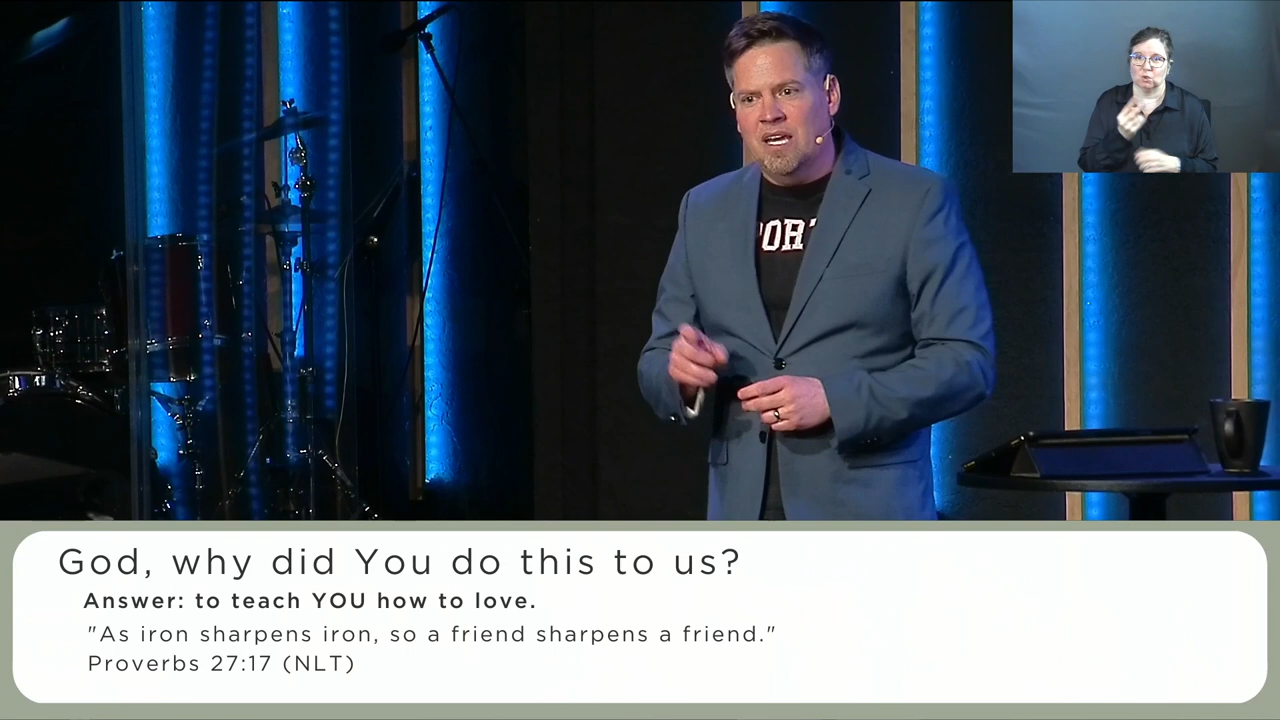 God, why did You do this to us?
Answer: to teach YOU how to love.
"As iron sharpens iron, so a friend sharpens a friend."
Proverbs 27:17 (NLT)